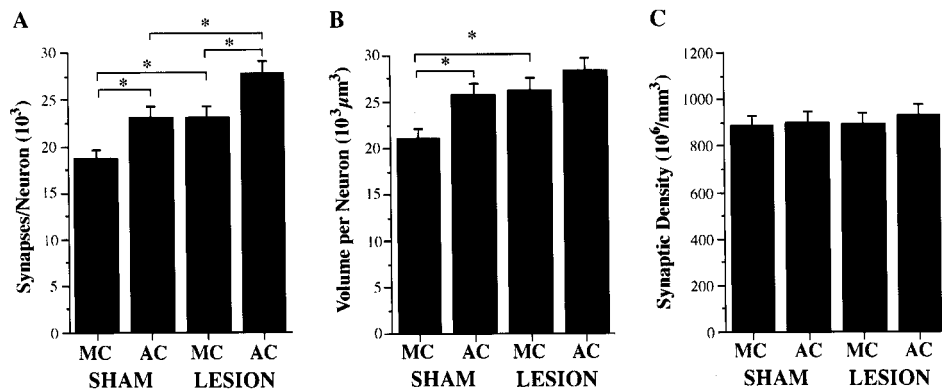 A
Synapses/Neuron (10³)
30
25
20
15
10
5
0
* * * *
MC AC MC AC
SHAM LESION
B
Volume per Neuron (10³µm³)
30
25
20
15
10
5
0
* *
MC AC MC AC
SHAM LESION
C
Synaptic Density (10⁶/mm³)
1200
1000
800
600
400
200
0
MC AC MC AC
SHAM LESION